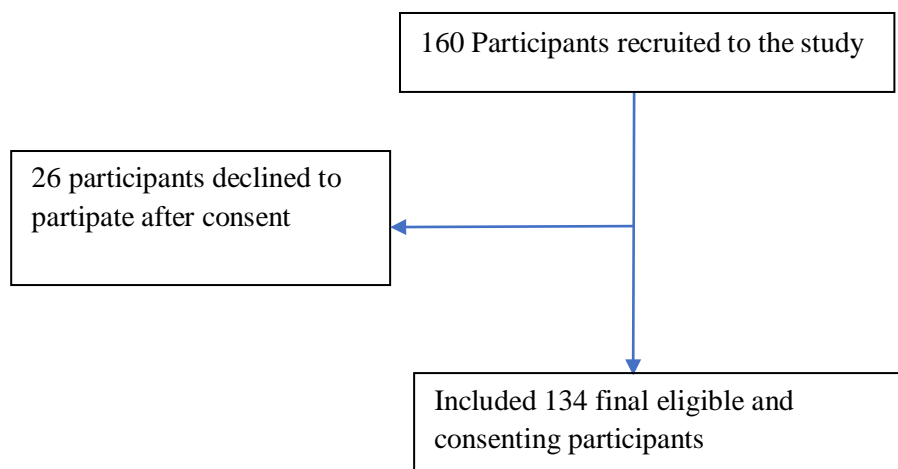 160 Participants recruited to the study
26 participants declined to
partipate after consent
Included 134 final eligible and
consenting participants